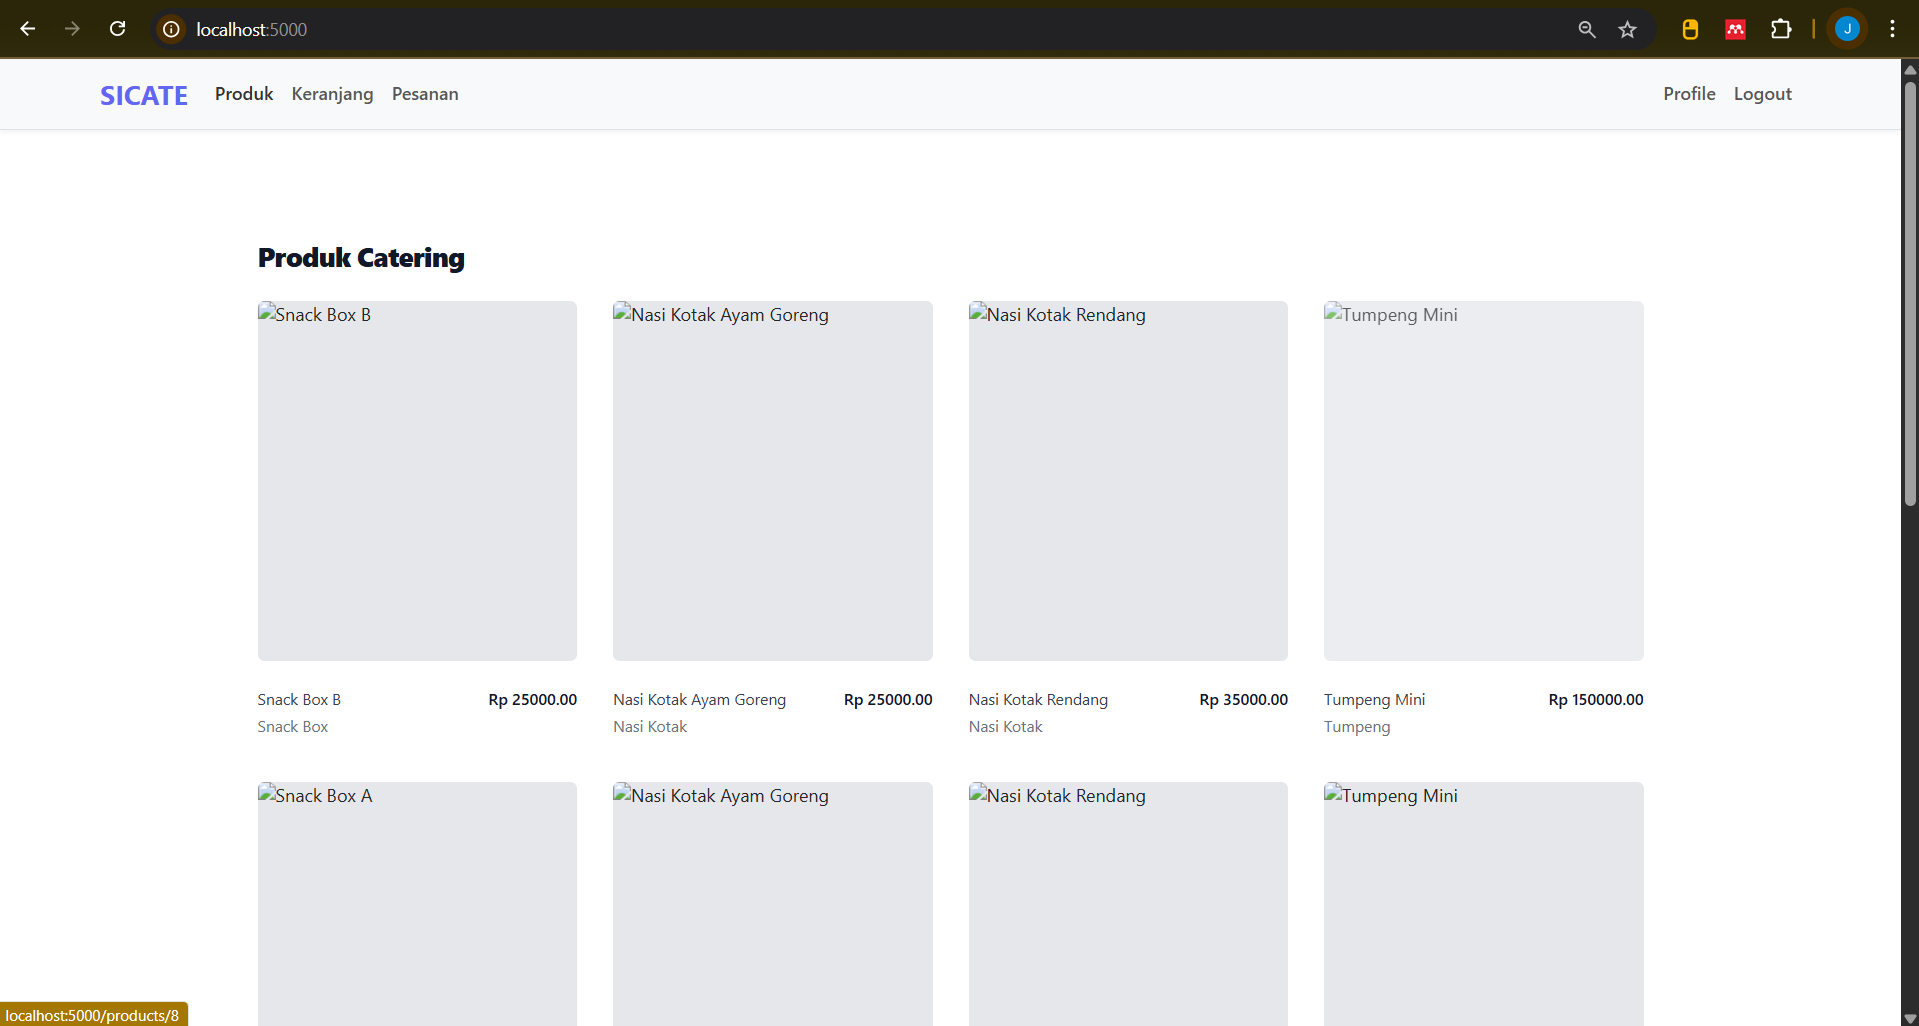 localhost:5000
J
SICATE Produk Keranjang Pesanan Profile Logout
Produk Catering
Snack Box B Nasi Kotak Ayam Goreng Nasi Kotak Rendang Tumpeng Mini
Snack Box B Rp 25000.00 Nasi Kotak Ayam Goreng Rp 25000.00 Nasi Kotak Rendang Rp 35000.00 Tumpeng Mini Rp 150000.00
Snack Box Nasi Kotak Nasi Kotak Tumpeng
Snack Box A Nasi Kotak Ayam Goreng Nasi Kotak Rendang Tumpeng Mini
localhost:5000/products/8